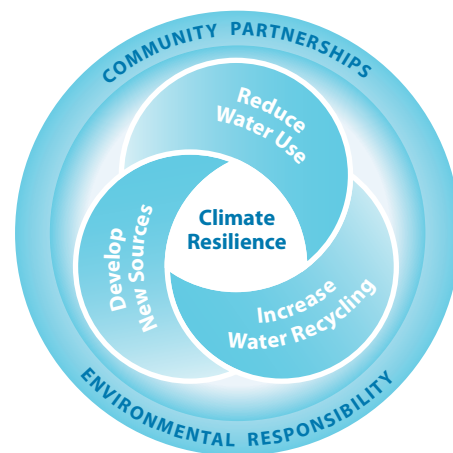 COMMUNITY PARTNERSHIPS
Reduce
Water Use
Climate
Resilience
Develop
New Sources
Increase
Water Recycling
ENVIRONMENTAL RESPONSIBILITY